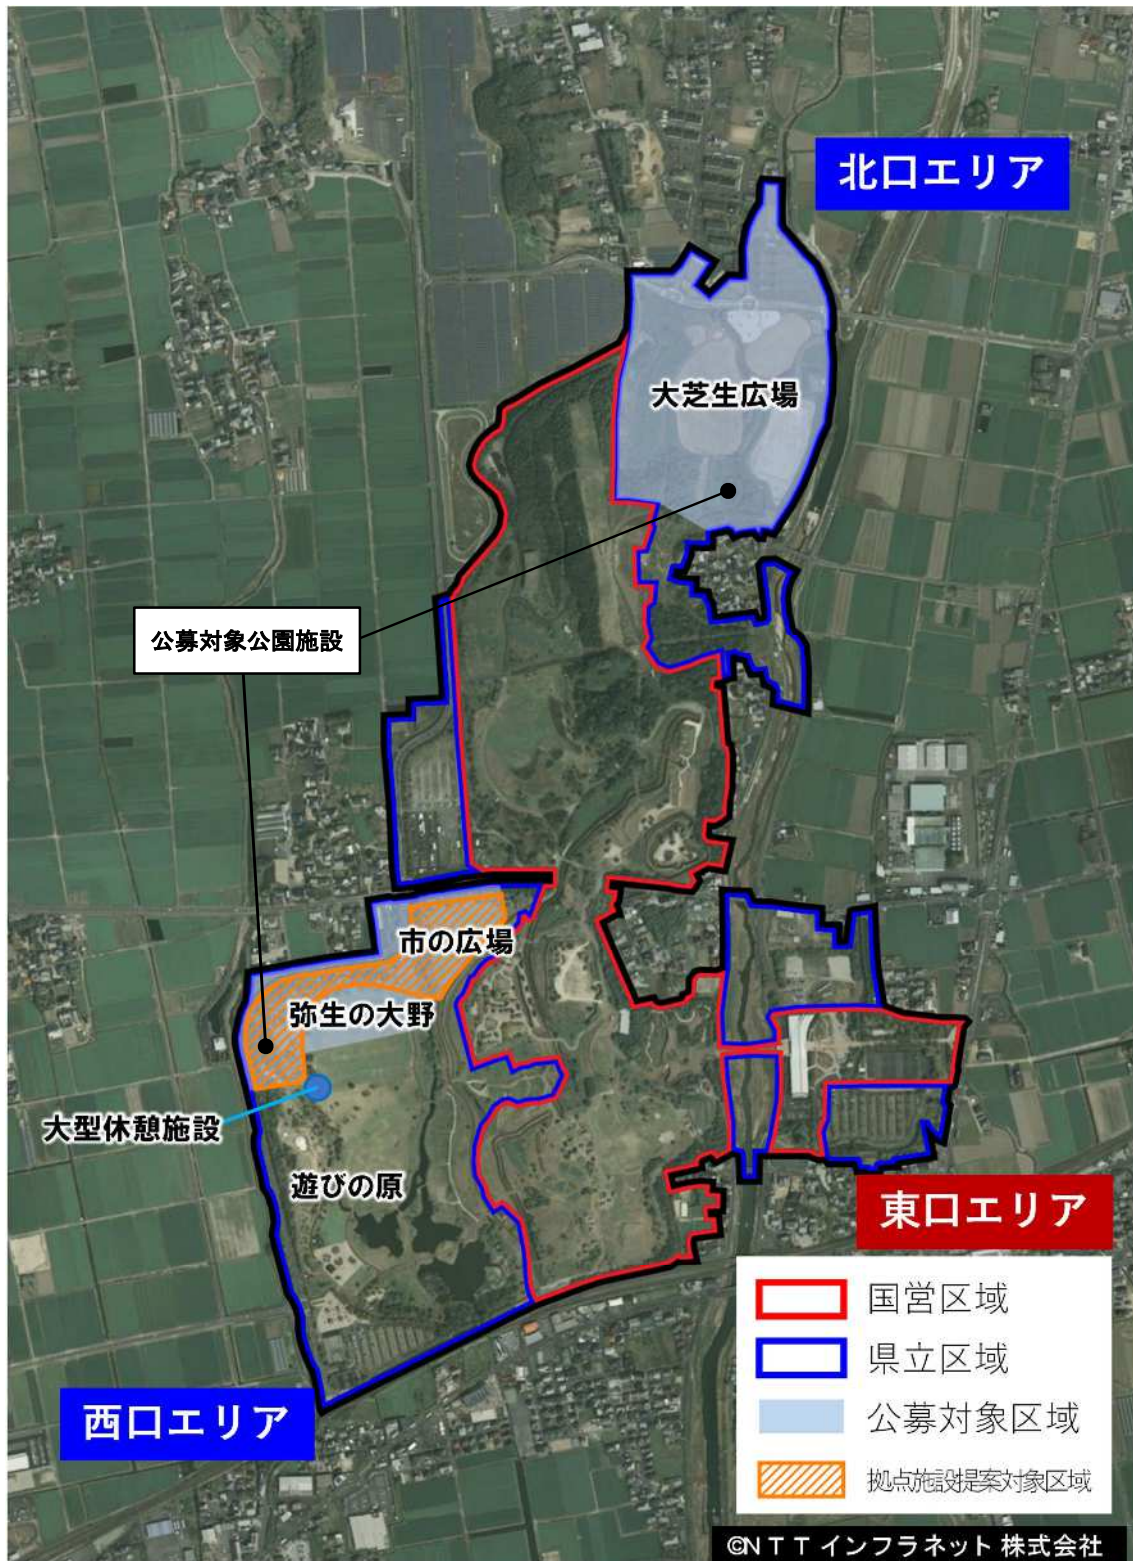 北口エリア
大芝生広場
公募対象公園施設
市の広場
弥生の大野
大型休憩施設
遊びの原
東口エリア
国営区域
県立区域
西口エリア
公募対象区域
拠点施設提案対象区域
©NTTインフラネット 株式会社